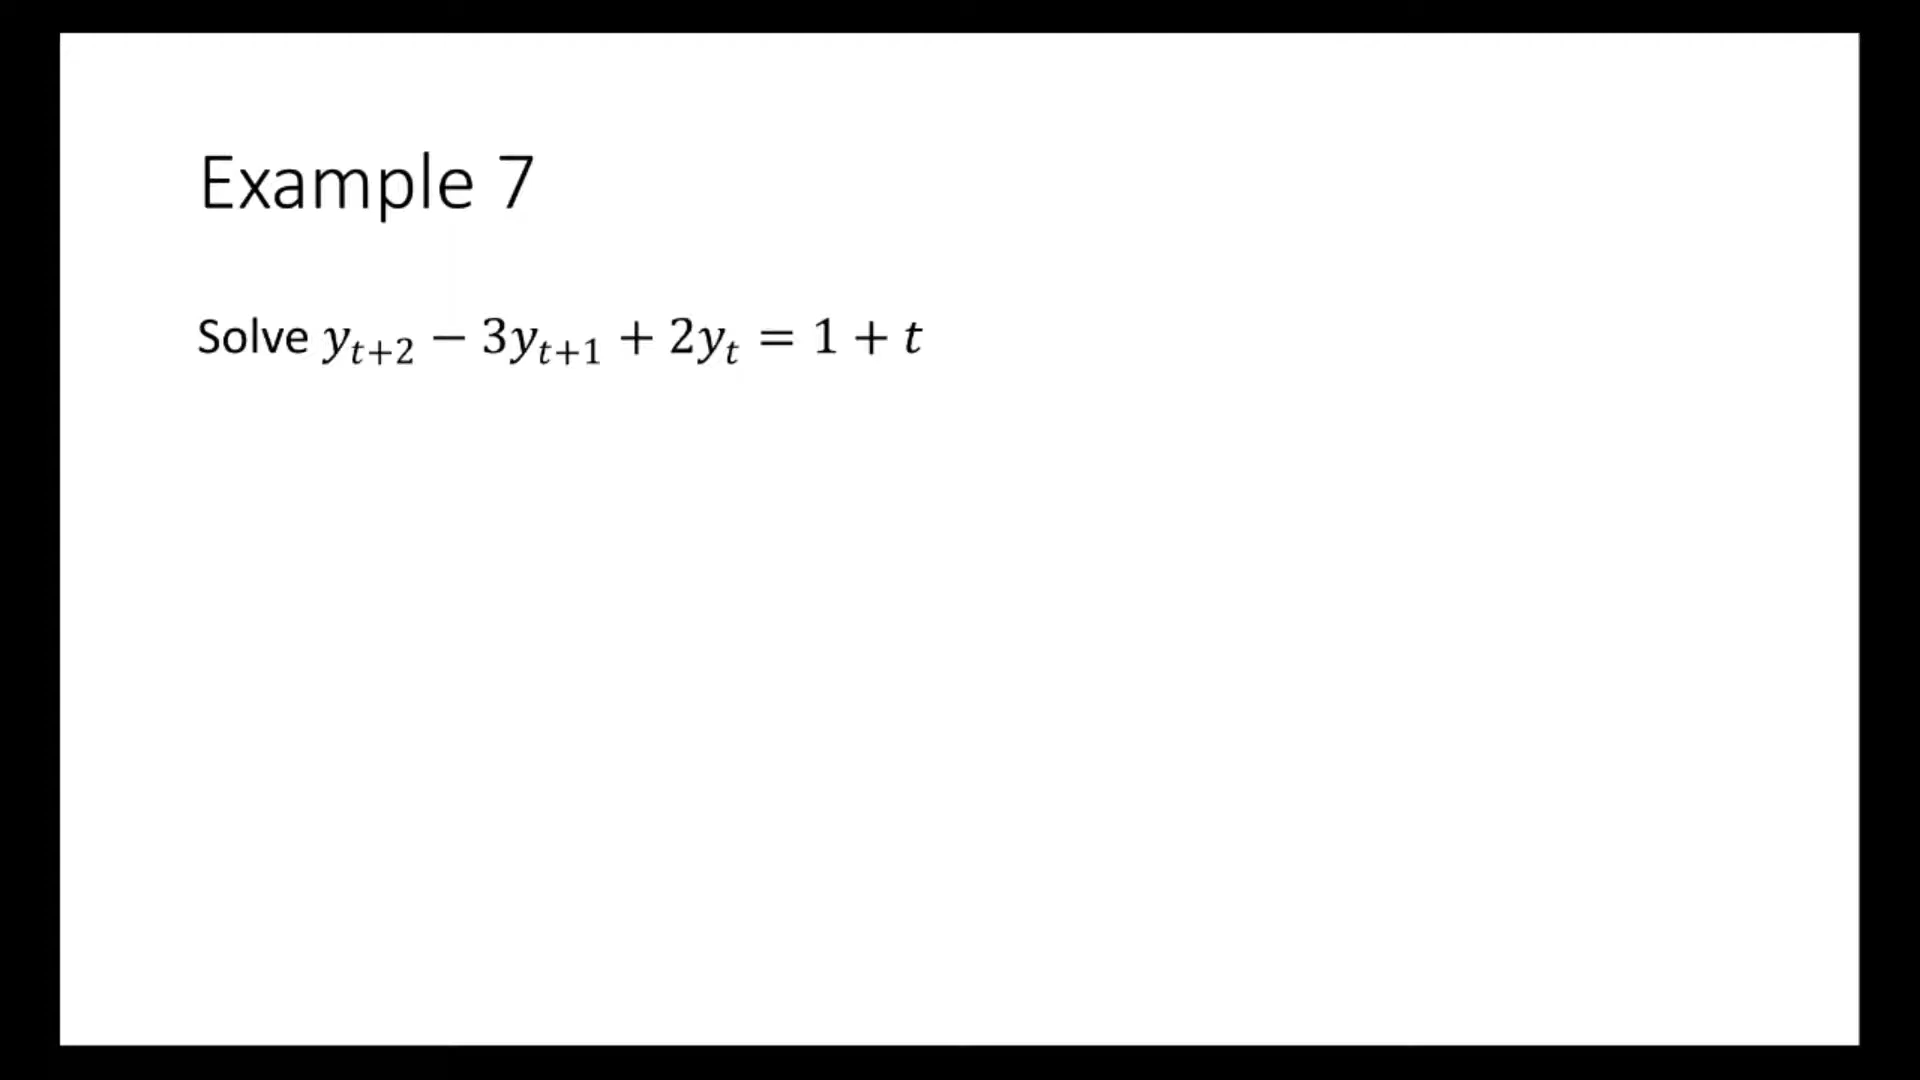 Example 7
Solve $y_{t+2} - 3y_{t+1} + 2y_t = 1 + t$